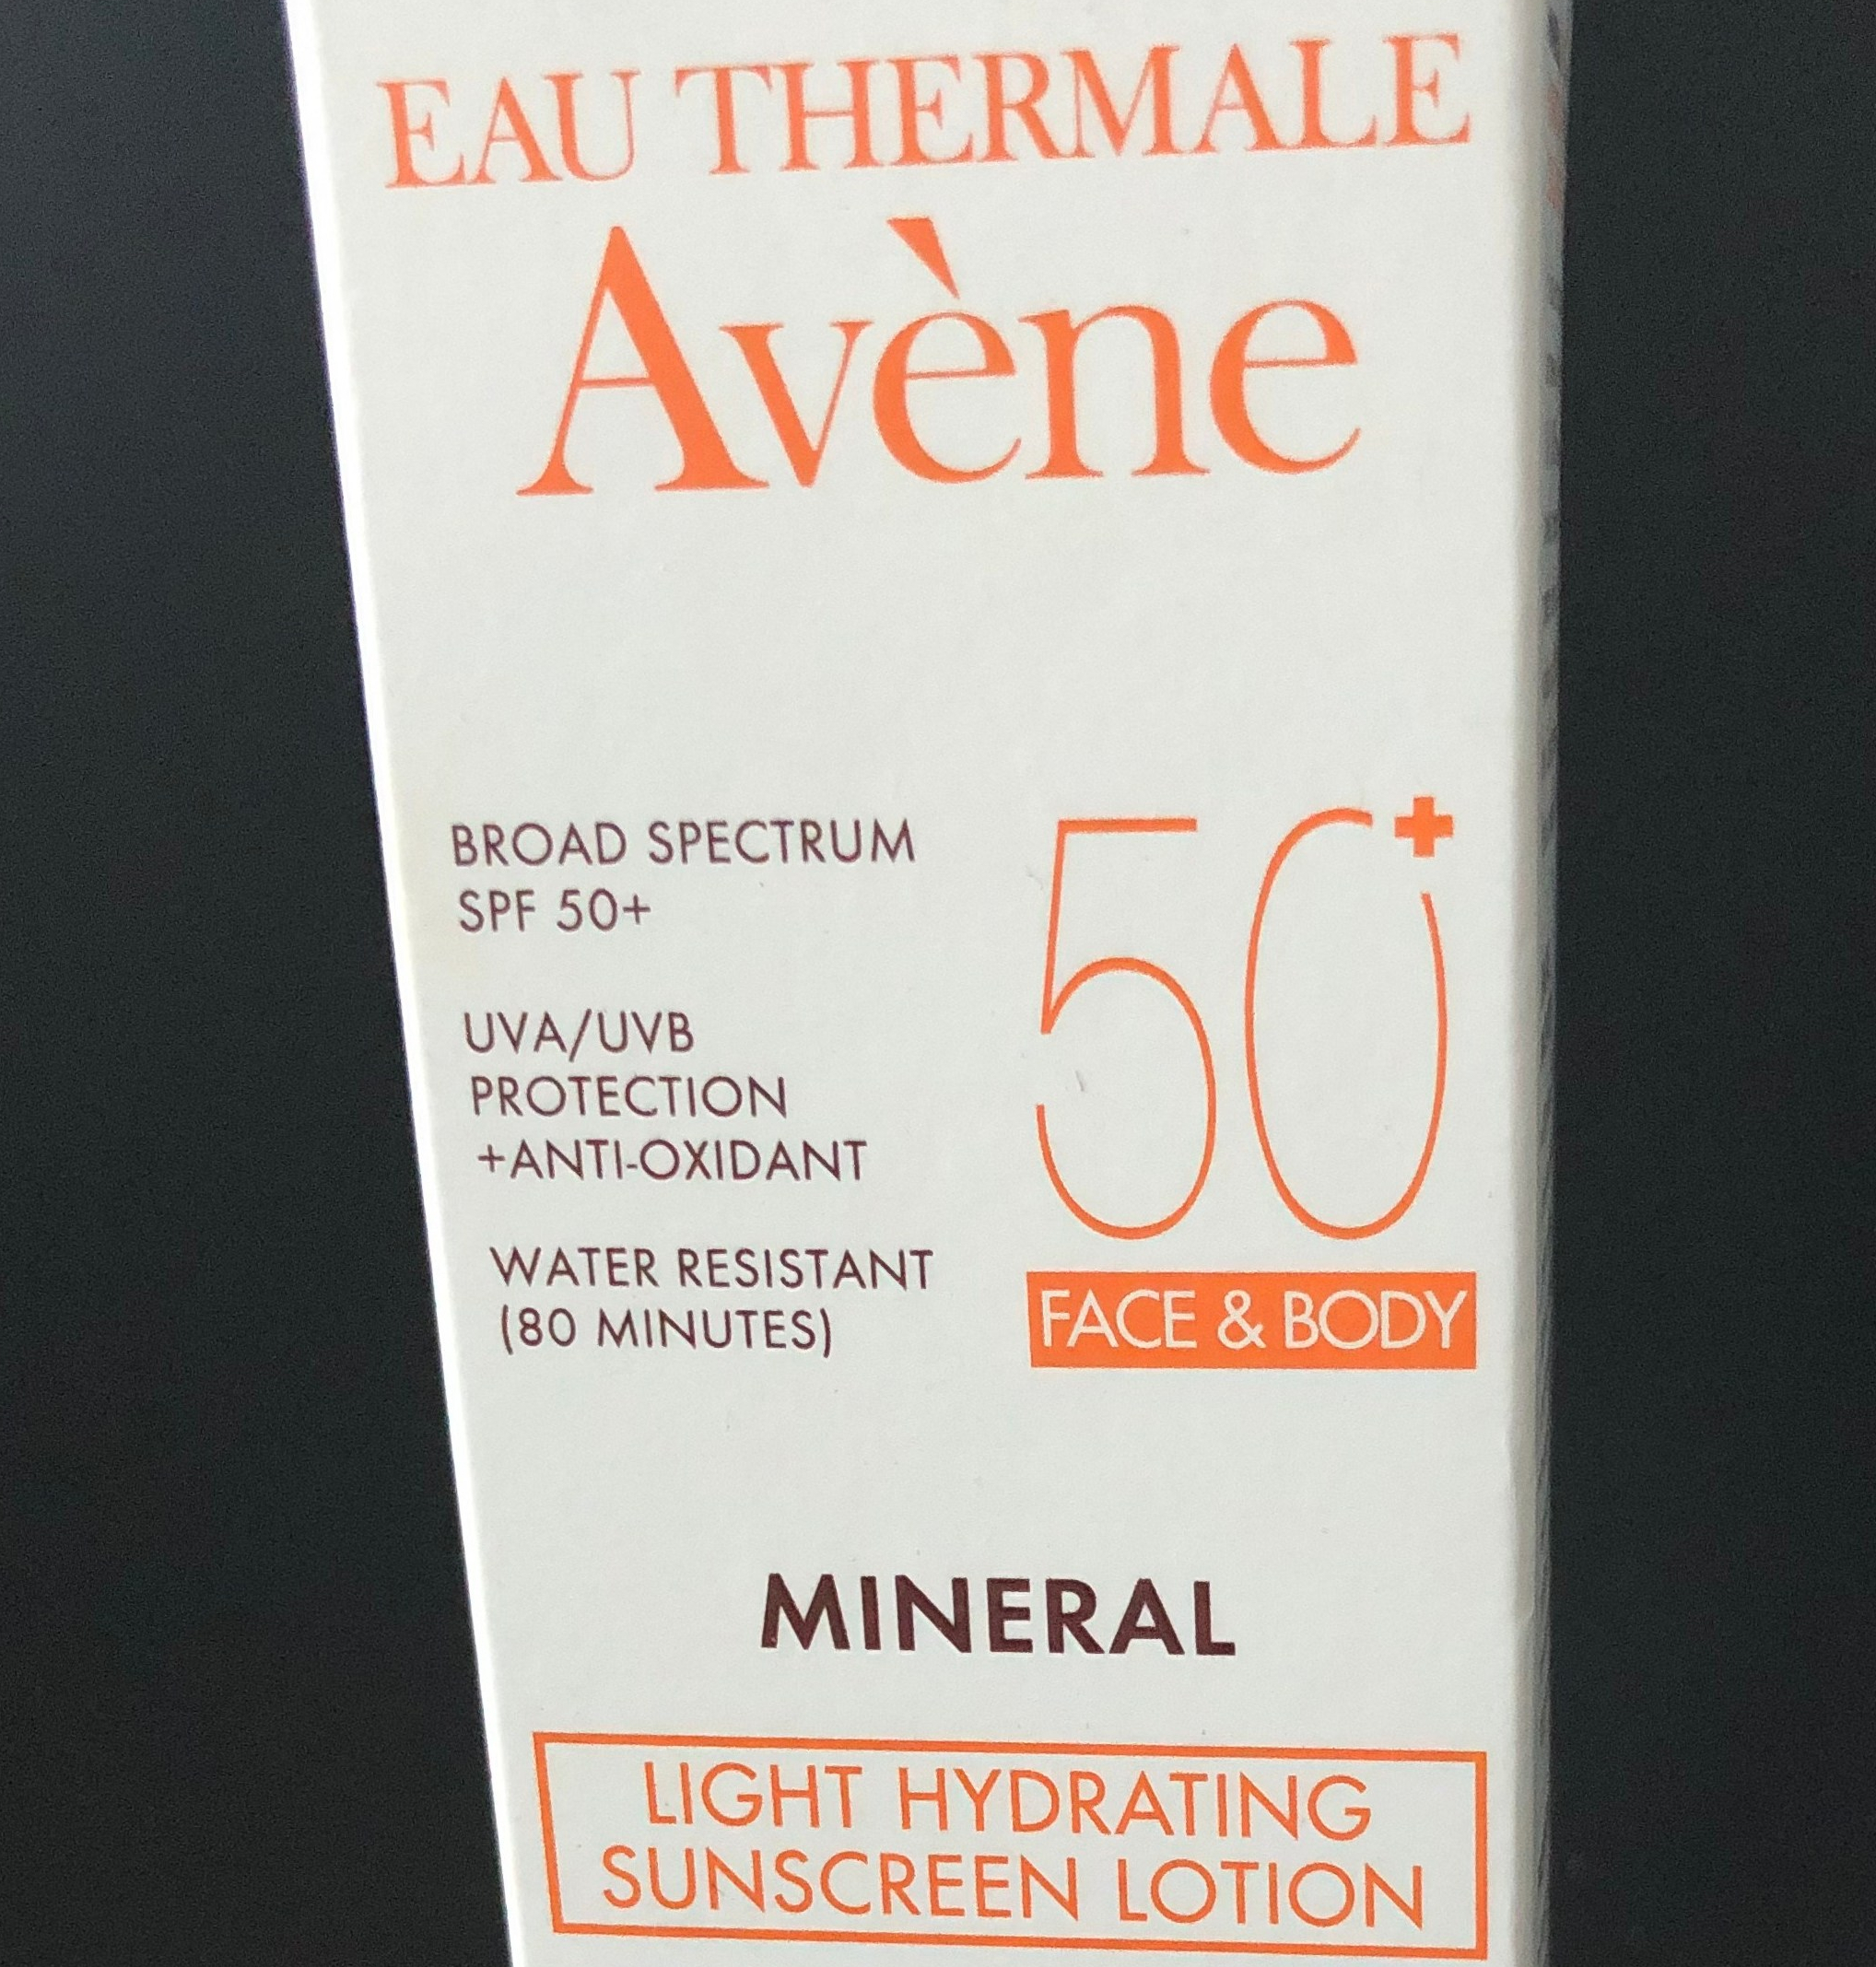 EAU THERMALE
Avène
BROAD SPECTRUM
SPF 50+
UVA/UVB
PROTECTION
+ANTI-OXIDANT
WATER RESISTANT
(80 MINUTES)
50+
FACE & BODY
MINERAL
LIGHT HYDRATING
SUNSCREEN LOTION